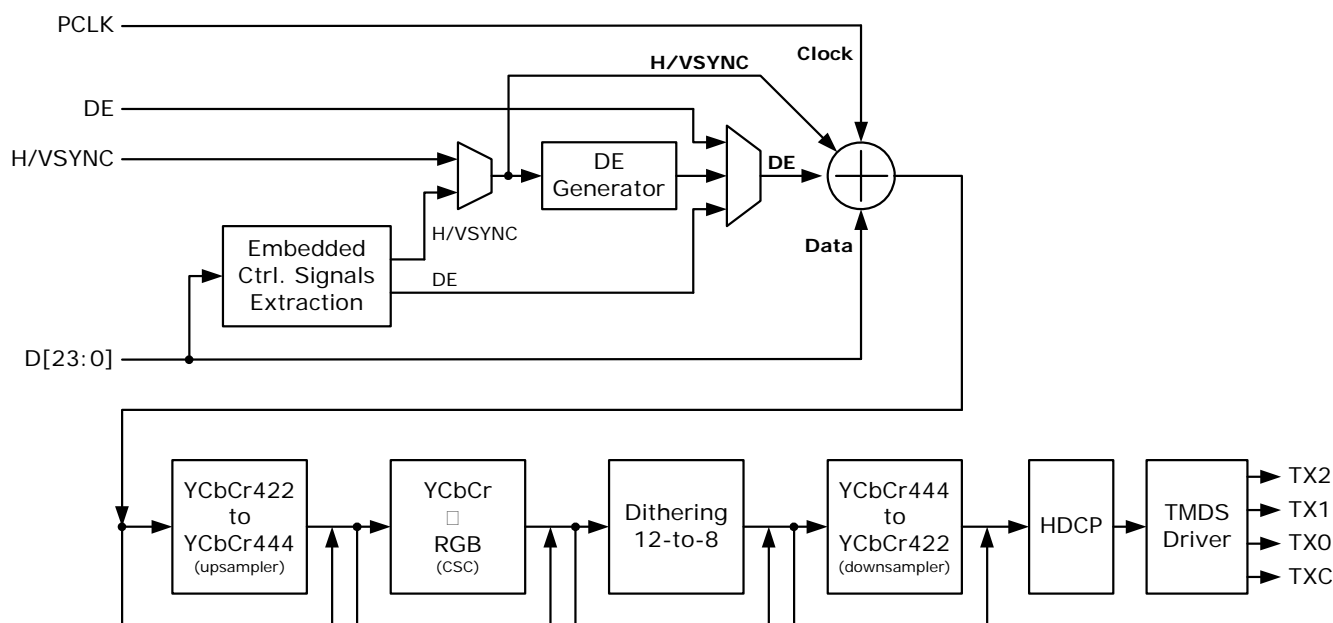 PCLK
Clock
H/VSYNC
DE
H/VSYNC
DE
Generator
DE
Embedded
Ctrl. Signals
Extraction
H/VSYNC
DE
Data
D[23:0]
YCbCr422
to
YCbCr444
(upsampler)
YCbCr
□
RGB
(CSC)
Dithering
12-to-8
YCbCr444
to
YCbCr422
(downsampler)
HDCP
TMDS
Driver
TX2
TX1
TX0
TXC